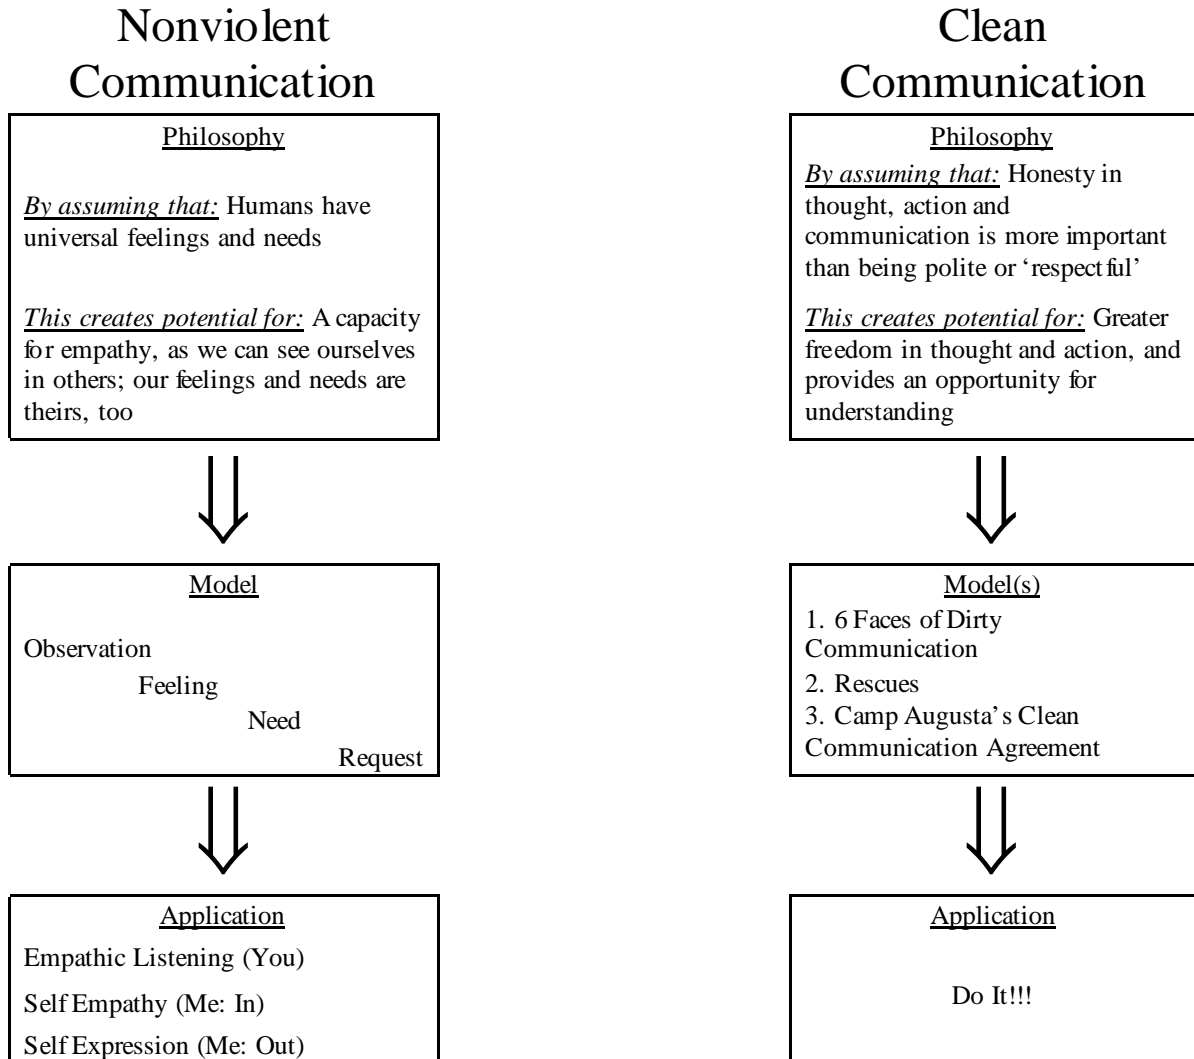 Nonviolent
Communication
Philosophy
By assuming that: Humans have
universal feelings and needs
This creates potential for: A capacity
for empathy, as we can see ourselves
in others; our feelings and needs are
theirs, too
Model
Observation
Feeling
Need
Request
Application
Empathic Listening (You)
Self Empathy (Me: In)
Self Expression (Me: Out)
Clean
Communication
Philosophy
By assuming that: Honesty in
thought, action and
communication is more important
than being polite or ‘respectful’
This creates potential for: Greater
freedom in thought and action, and
provides an opportunity for
understanding
Model(s)
1. 6 Faces of Dirty
Communication
2. Rescues
3. Camp Augusta’s Clean
Communication Agreement
Application
Do It!!!